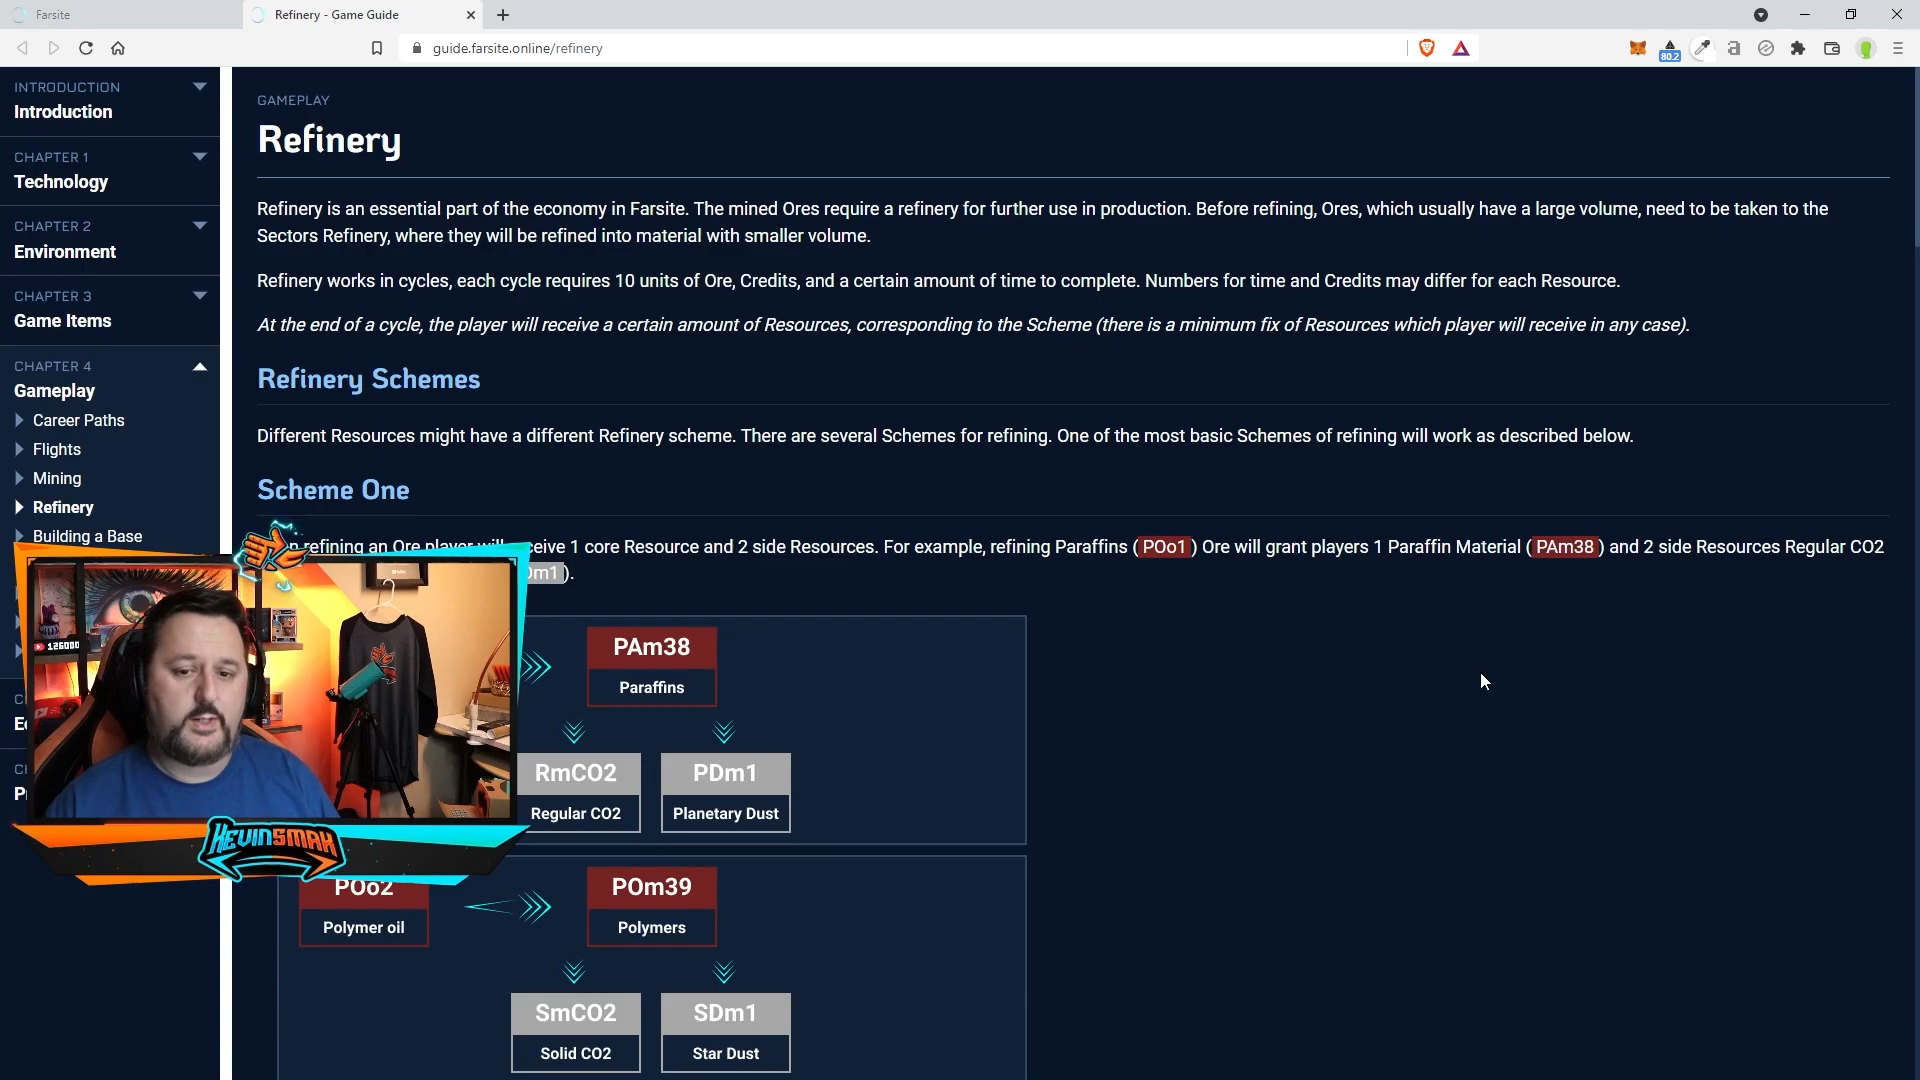 Farsite
Refinery - Game Guide
guide.farsite.online/refinery
80.2
INTRODUCTION
Introduction
CHAPTER 1
Technology
CHAPTER 2
Environment
CHAPTER 3
Game Items
CHAPTER 4
Gameplay
Career Paths
Flights
Mining
Refinery
Building a Base
GAMEPLAY
Refinery
Refinery is an essential part of the economy in Farsite. The mined Ores require a refinery for further use in production. Before refining, Ores, which usually have a large volume, need to be taken to the
Sectors Refinery, where they will be refined into material with smaller volume.
Refinery works in cycles, each cycle requires 10 units of Ore, Credits, and a certain amount of time to complete. Numbers for time and Credits may differ for each Resource.
At the end of a cycle, the player will receive a certain amount of Resources, corresponding to the Scheme (there is a minimum fix of Resources which player will receive in any case).
Refinery Schemes
Different Resources might have a different Refinery scheme. There are several Schemes for refining. One of the most basic Schemes of refining will work as described below.
Scheme One
refining an Ore player will receive 1 core Resource and 2 side Resources. For example, refining Paraffins ( POo1 ) Ore will grant players 1 Paraffin Material ( PAm38 ) and 2 side Resources Regular CO2
Dm1 ).
PAm38
Paraffins
RmCO2
Regular CO2
PDm1
Planetary Dust
126000
KEVINSMAK
POo2
Polymer oil
POm39
Polymers
SmCO2
Solid CO2
SDm1
Star Dust